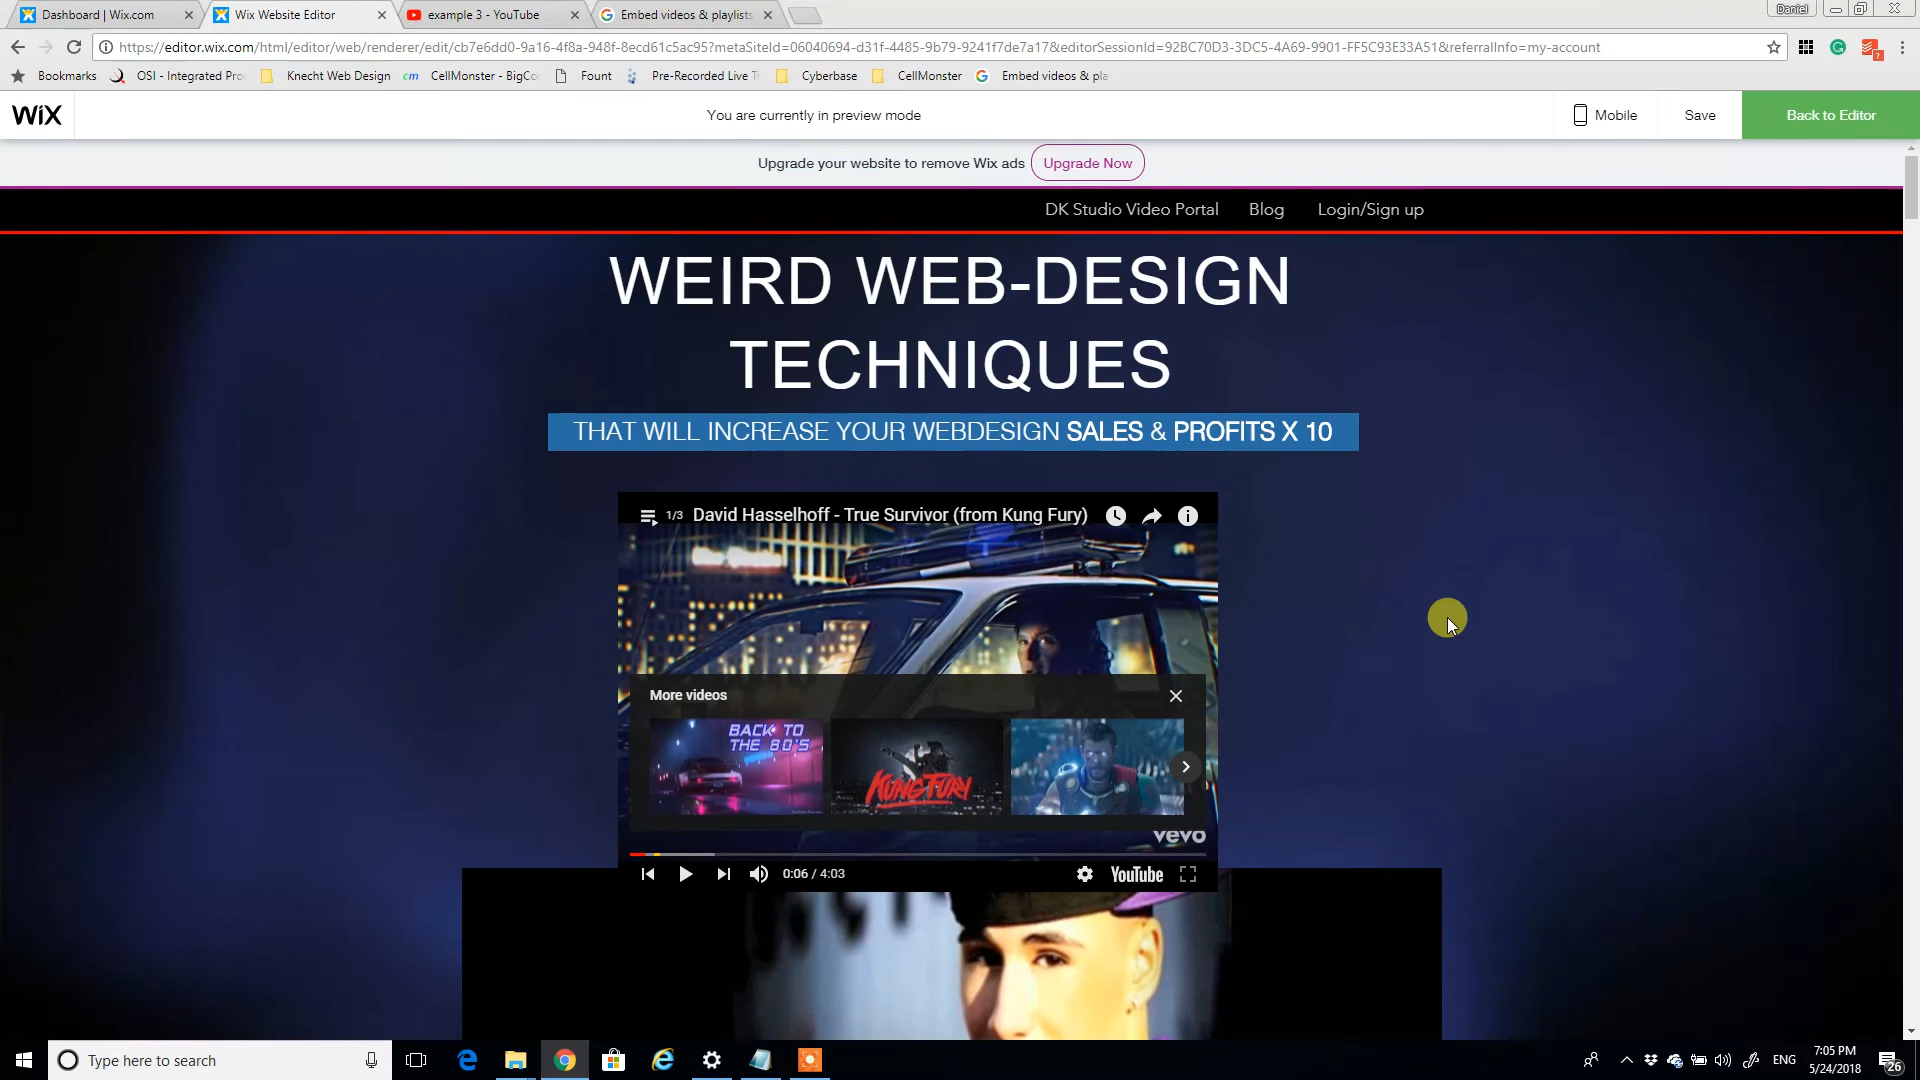 Dashboard | Wix.com
Wix Website Editor
example 3 - YouTube
Embed videos & playlists
Daniel
https://editor.wix.com/html/editor/web/renderer/edit/cb7e6dd0-9a16-4f8a-948f-8ecd61c5ac95?metaSiteId=06040694-d31f-4485-9b79-9241f7de7a17&editorSessionId=92BC70D3-3DC5-4A69-9901-FF5C93E33A51&referralInfo=my-account
Bookmarks
OSI - Integrated Pro
Knecht Web Design
cm CellMonster - BigCo
Fount
Pre-Recorded Live T
Cyberbase
CellMonster
Embed videos & pla
WiX
You are currently in preview mode
Mobile
Save
Back to Editor
Upgrade your website to remove Wix ads
Upgrade Now
DK Studio Video Portal
Blog
Login/Sign up
WEIRD WEB-DESIGN
TECHNIQUES
THAT WILL INCREASE YOUR WEBDESIGN SALES & PROFITS X 10
1/3
David Hasselhoff - True Survivor (from Kung Fury)
More videos
BACK TO
THE 80'S
KUNG FURY
vevo
0:06 / 4:03
YouTube
Type here to search
ENG
7:05 PM
5/24/2018
26